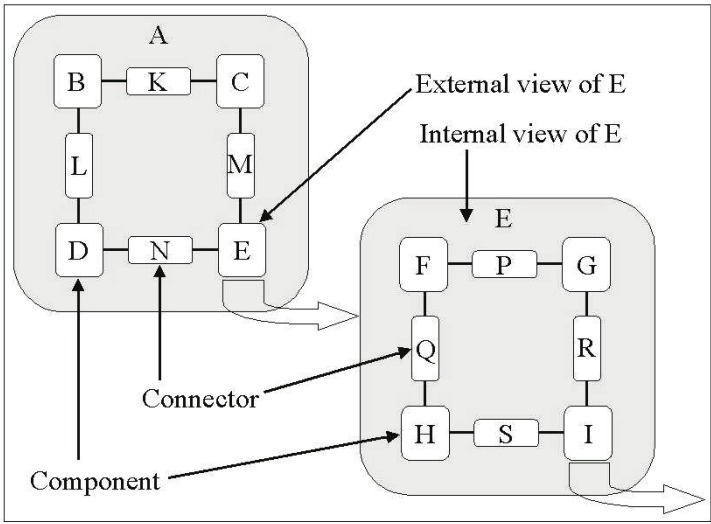 A
B K C
External view of E
Internal view of E
L M
D N E
E
F P G
Q R
Connector
H S I
Component